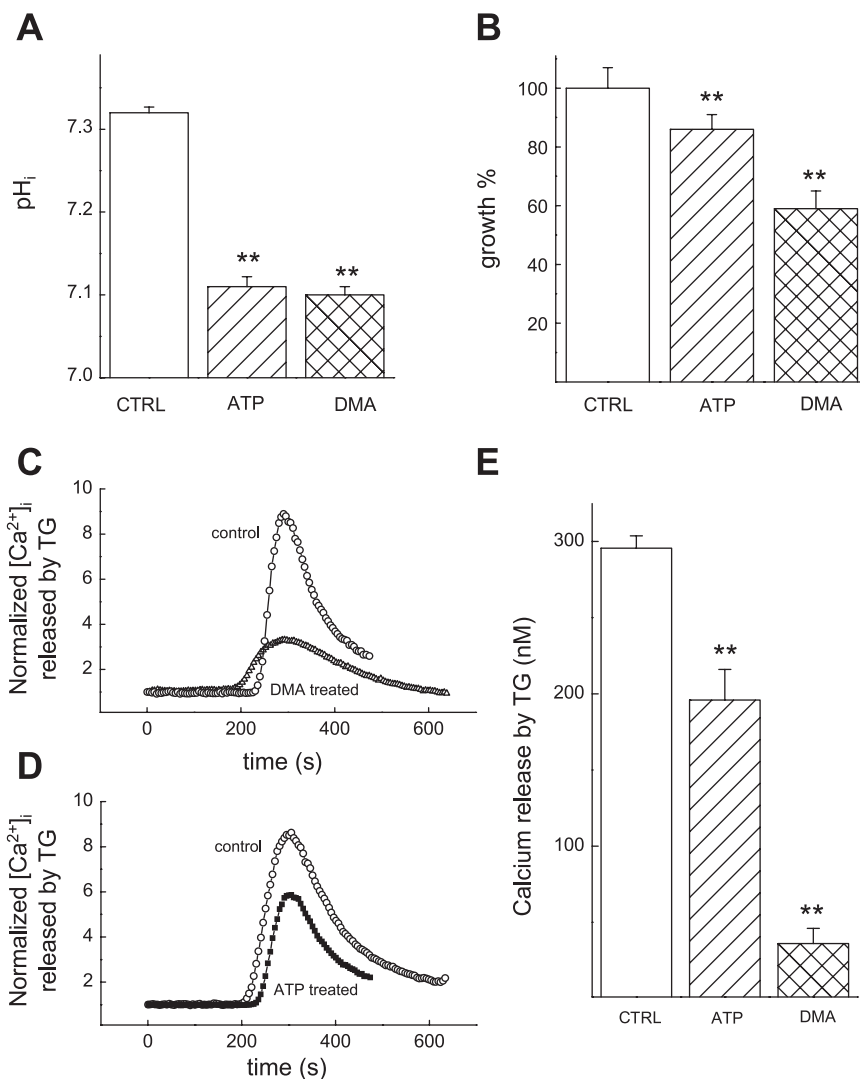 A
pHi
7.3
7.2
7.1
7.0
**
**
CTRL
ATP
DMA
B
growth %
100
80
60
40
20
**
**
CTRL
ATP
DMA
C
Normalized [Ca²⁺]i
released by TG
10
8
6
4
2
control
DMA treated
0
200
400
600
time (s)
D
Normalized [Ca²⁺]i
released by TG
10
8
6
4
2
control
ATP treated
0
200
400
600
time (s)
E
Calcium release by TG (nM)
300
200
100
**
**
CTRL
ATP
DMA